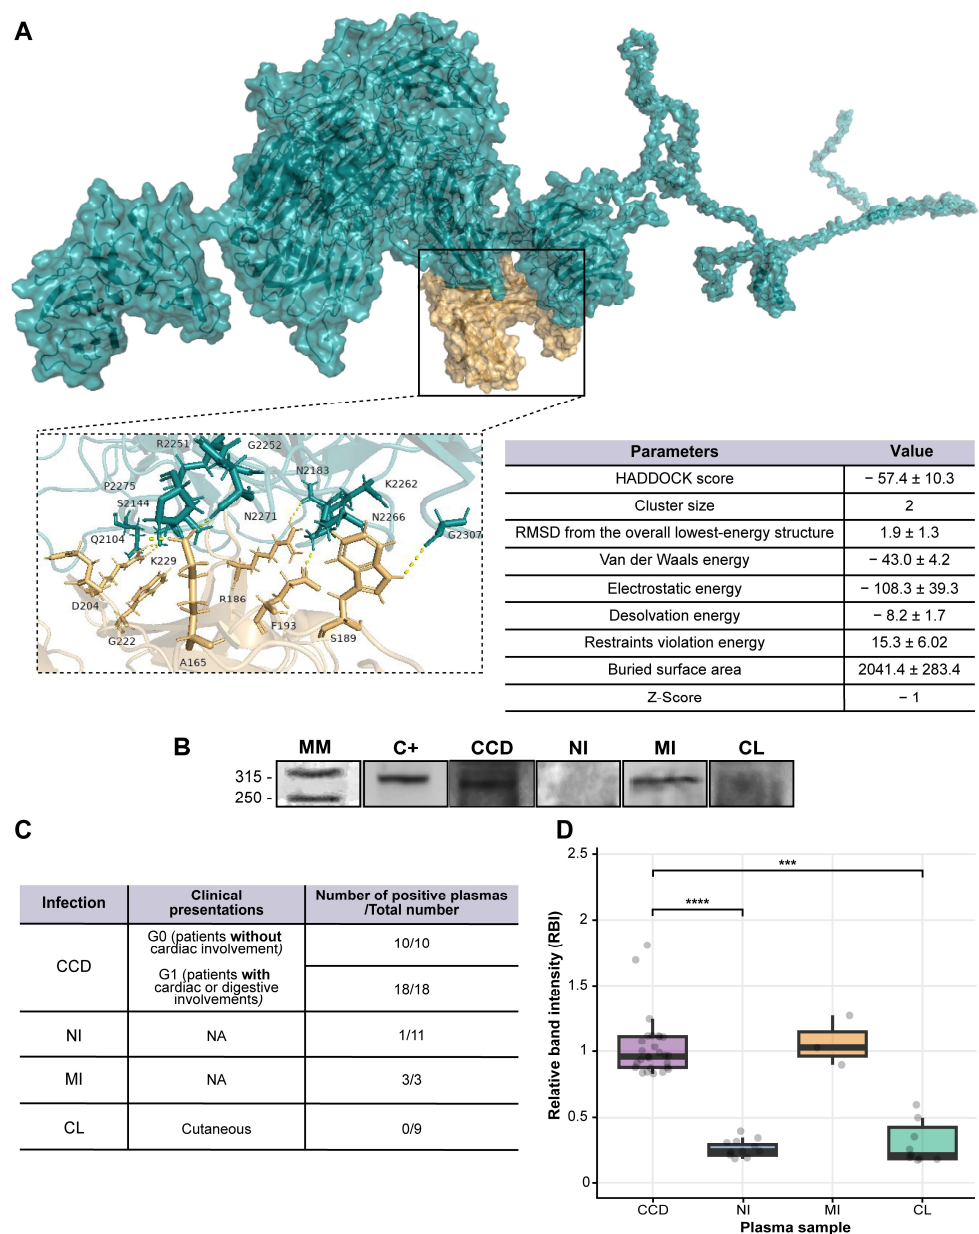 A
R2251
G2252
N2183
P2275
K2262
S2144
N2271
N2266
Q2104
G2307
K229
D204
R186
G222
F193
S189
A165
Parameters Value
HADDOCK score − 57.4 ± 10.3
Cluster size 2
RMSD from the overall lowest-energy structure 1.9 ± 1.3
Van der Waals energy − 43.0 ± 4.2
Electrostatic energy − 108.3 ± 39.3
Desolvation energy − 8.2 ± 1.7
Restraints violation energy 15.3 ± 6.02
Buried surface area 2041.4 ± 283.4
Z-Score − 1
B
MM C+ CCD NI MI CL
315 -
250 -
C
Infection Clinical presentations Number of positive plasmas /Total number
CCD G0 (patients without cardiac involvement) 10/10
G1 (patients with cardiac or digestive involvements) 18/18
NI NA 1/11
MI NA 3/3
CL Cutaneous 0/9
D
Relative band intensity (RBI)
2.5
2
1.5
1
0.5
0
***
****
CCD NI MI CL
Plasma sample